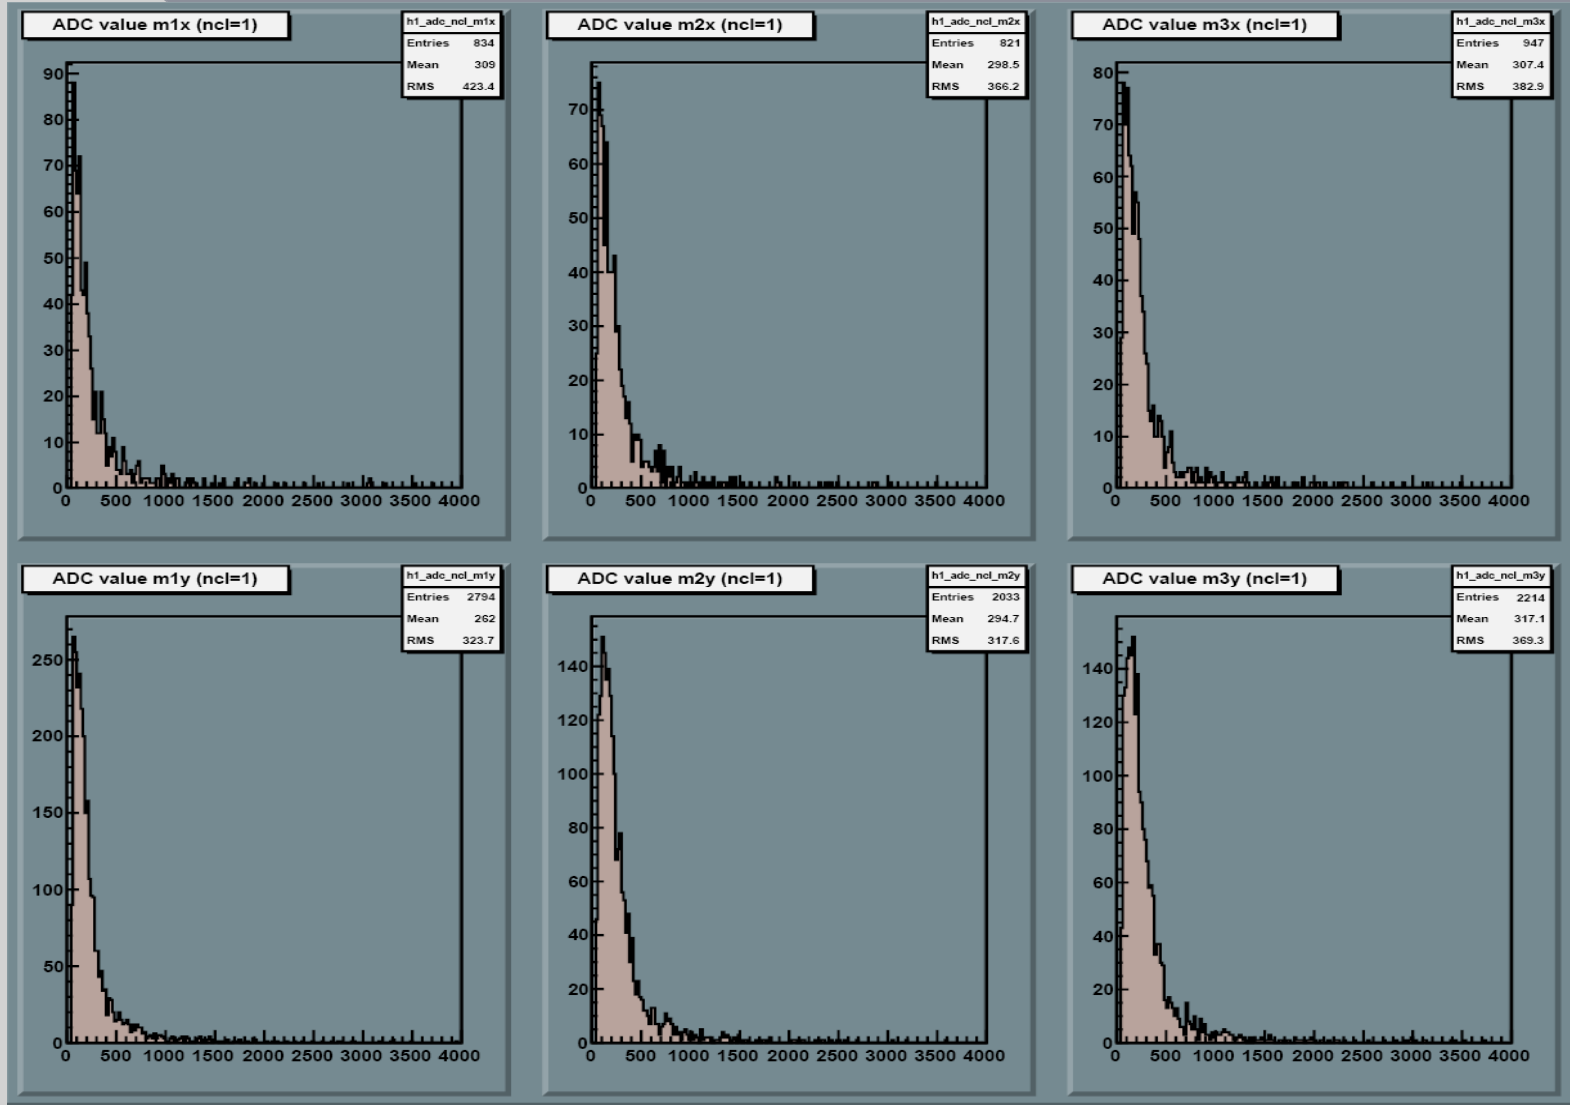 ADC value m1x (ncl=1)
h1_adc_ncl_m1x
Entries 834
Mean 309
RMS 423.4
90
80
70
60
50
40
30
20
10
0
0 500 1000 1500 2000 2500 3000 3500 4000
ADC value m2x (ncl=1)
h1_adc_ncl_m2x
Entries 821
Mean 298.5
RMS 366.2
70
60
50
40
30
20
10
0
0 500 1000 1500 2000 2500 3000 3500 4000
ADC value m3x (ncl=1)
h1_adc_ncl_m3x
Entries 947
Mean 307.4
RMS 382.9
80
70
60
50
40
30
20
10
0
0 500 1000 1500 2000 2500 3000 3500 4000
ADC value m1y (ncl=1)
h1_adc_ncl_m1y
Entries 2794
Mean 262
RMS 323.7
250
200
150
100
50
0
0 500 1000 1500 2000 2500 3000 3500 4000
ADC value m2y (ncl=1)
h1_adc_ncl_m2y
Entries 2033
Mean 294.7
RMS 317.6
140
120
100
80
60
40
20
0
0 500 1000 1500 2000 2500 3000 3500 4000
ADC value m3y (ncl=1)
h1_adc_ncl_m3y
Entries 2214
Mean 317.1
RMS 369.3
140
120
100
80
60
40
20
0
0 500 1000 1500 2000 2500 3000 3500 4000